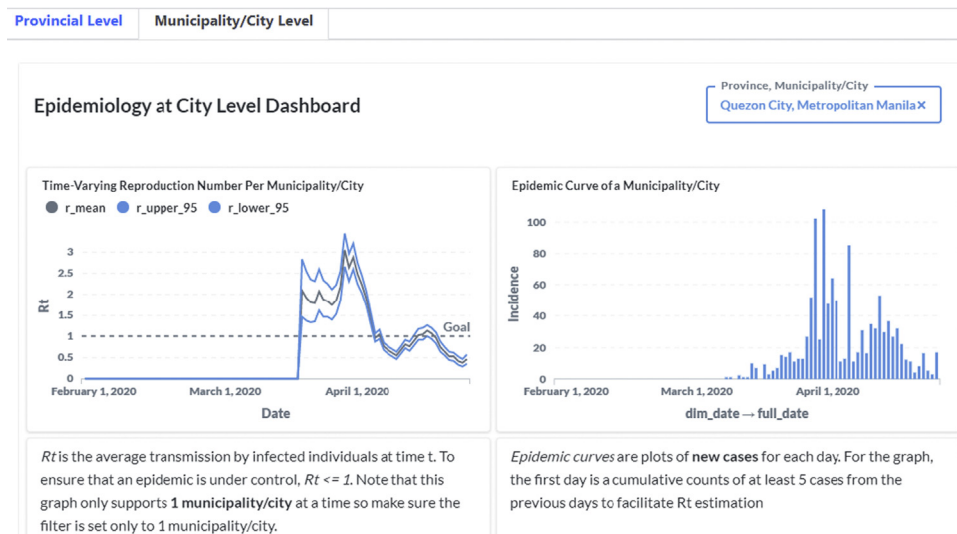 Provincial Level
Municipality/City Level
Epidemiology at City Level Dashboard
Province, Municipality/City
Quezon City, Metropolitan Manila×
Time-Varying Reproduction Number Per Municipality/City
r_mean r_upper_95 r_lower_95
3
2.5
2
1.5
1
0.5
0
Rt
Goal
February 1, 2020 March 1, 2020 April 1, 2020
Date
Epidemic Curve of a Municipality/City
100
80
60
40
20
0
Incidence
February 1, 2020 March 1, 2020 April 1, 2020
dim_date → full_date
Rt is the average transmission by infected individuals at time t. To
ensure that an epidemic is under control, Rt <= 1. Note that this
graph only supports 1 municipality/city at a time so make sure the
filter is set only to 1 municipality/city.
Epidemic curves are plots of new cases for each day. For the graph,
the first day is a cumulative counts of at least 5 cases from the
previous days to facilitate Rt estimation